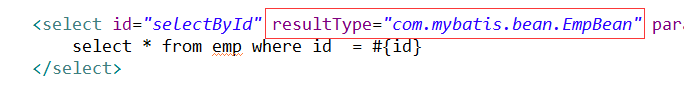 <select id="selectById" resultType="com.mybatis.bean.EmpBean" para
select * from emp where id  = #{id}
</select>